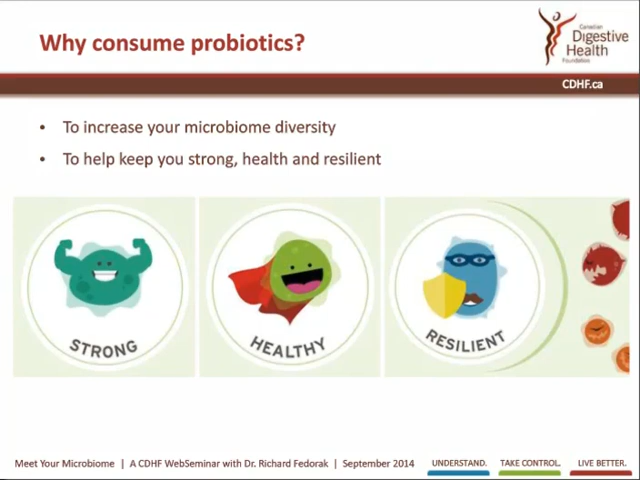 Why consume probiotics?
Canadian
Digestive
Health
Foundation
CDHF.ca
• To increase your microbiome diversity
• To help keep you strong, health and resilient
STRONG
HEALTHY
RESILIENT
Meet Your Microbiome | A CDHF WebSeminar with Dr. Richard Fedorak | September 2014
UNDERSTAND. TAKE CONTROL. LIVE BETTER.